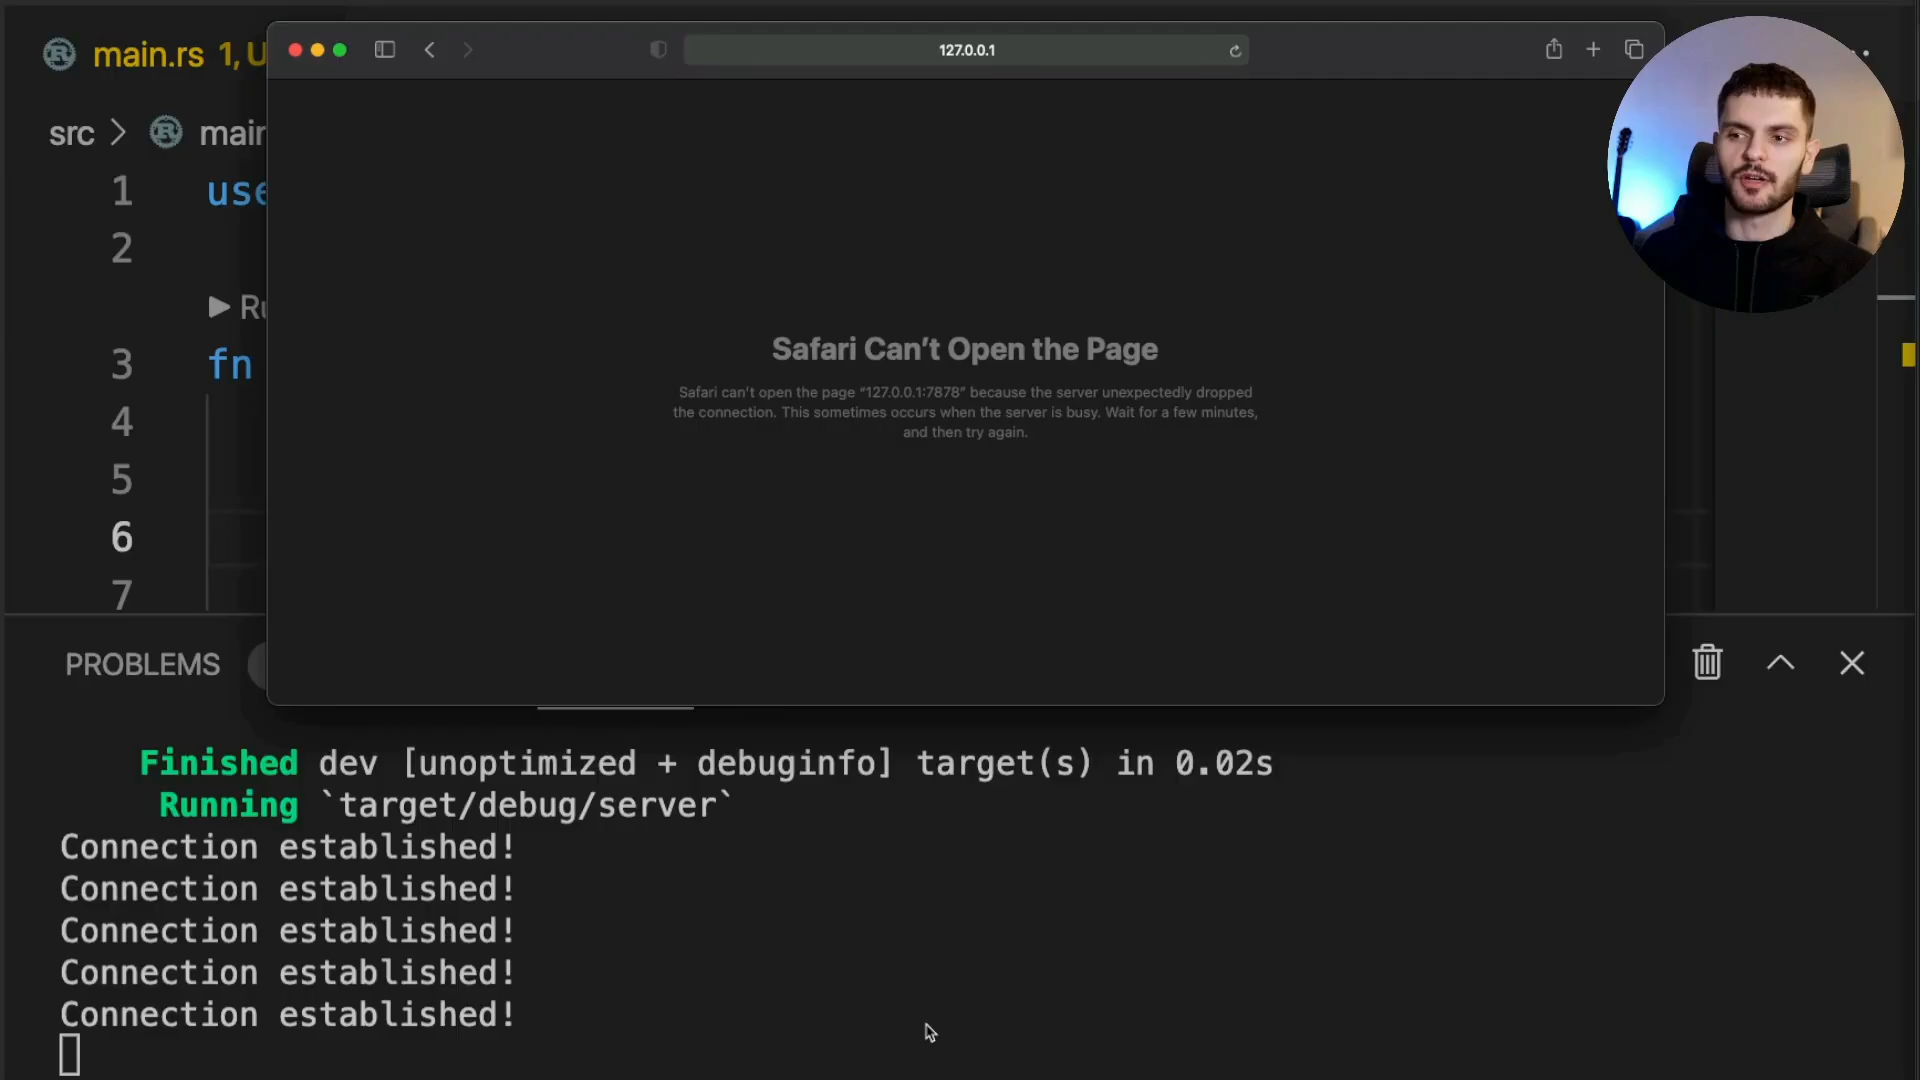 main.rs 1, U
127.0.0.1
src > main
1 use
2
Ru
3 fn
4
5
6
7
Safari Can't Open the Page
Safari can't open the page “127.0.0.1:7878” because the server unexpectedly dropped
the connection. This sometimes occurs when the server is busy. Wait for a few minutes,
and then try again.
PROBLEMS
Finished dev [unoptimized + debuginfo] target(s) in 0.02s
Running `target/debug/server`
Connection established!
Connection established!
Connection established!
Connection established!
Connection established!